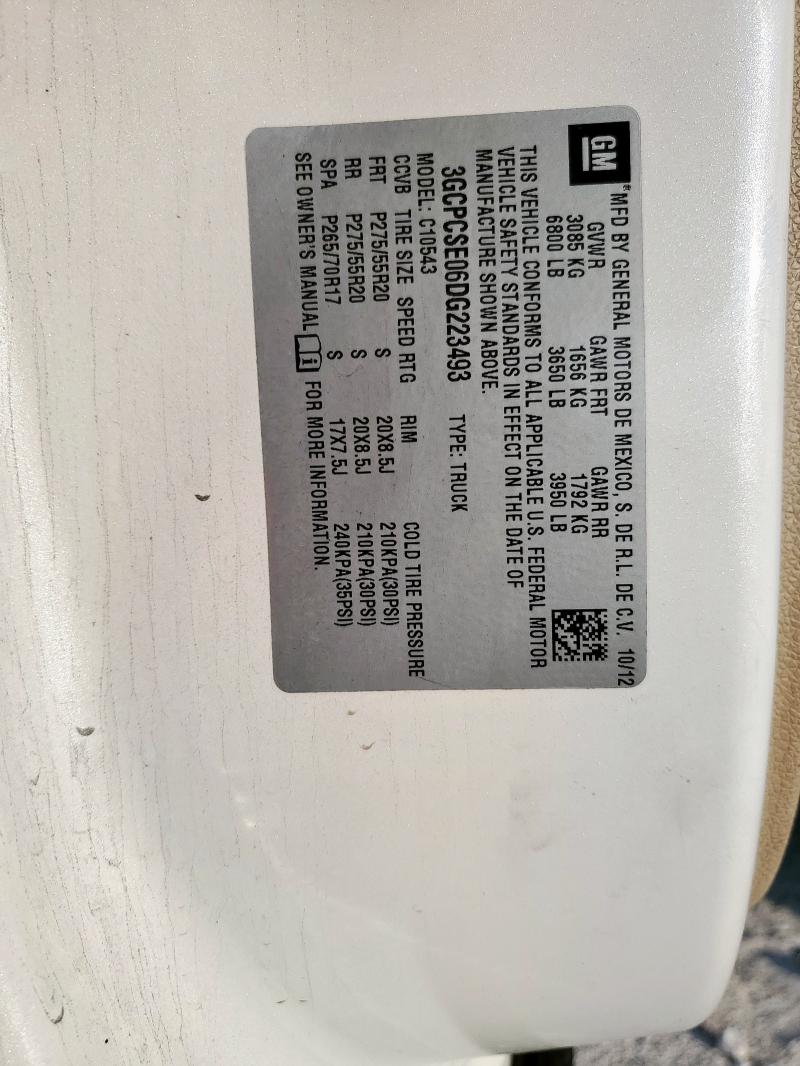 GM
®MFD BY GENERAL MOTORS DE MEXICO, S. DE R.L. DE C.V. 10/12
GVWR GAWR FRT GAWR RR
3085 KG 1656 KG 1792 KG
6800 LB 3650 LB 3950 LB
THIS VEHICLE CONFORMS TO ALL APPLICABLE U.S. FEDERAL MOTOR
VEHICLE SAFETY STANDARDS IN EFFECT ON THE DATE OF
MANUFACTURE SHOWN ABOVE.
3GCPCSE06DG223493 TYPE: TRUCK
MODEL: C10543
CCVB TIRE SIZE SPEED RTG RIM COLD TIRE PRESSURE
FRT P275/55R20 S 20X8.5J 210KPA(30PSI)
RR P275/55R20 S 20X8.5J 210KPA(30PSI)
SPA P265/70R17 S 17X7.5J 240KPA(35PSI)
SEE OWNER'S MANUAL i FOR MORE INFORMATION.